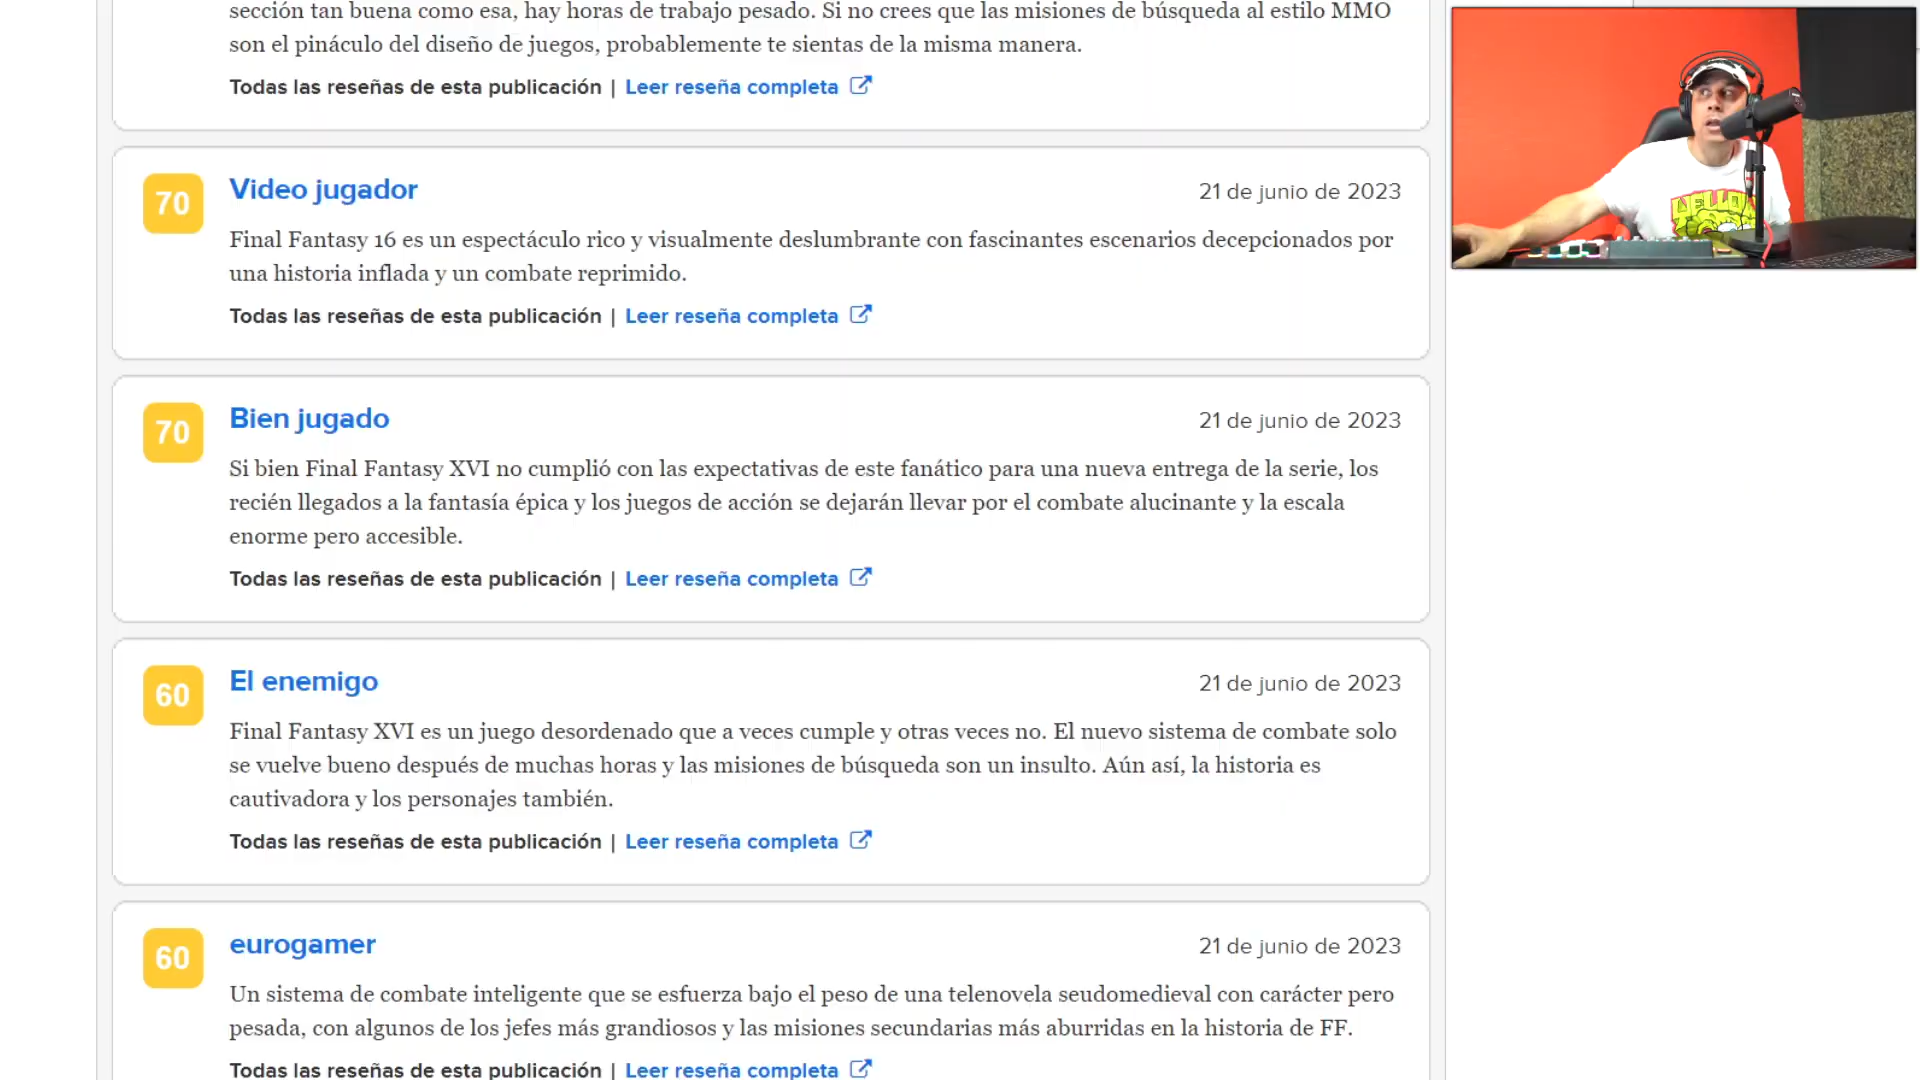 sección tan buena como esa, hay horas de trabajo pesado. Si no crees que las misiones de búsqueda al estilo MMO
son el pináculo del diseño de juegos, probablemente te sientas de la misma manera.
Todas las reseñas de esta publicación | Leer reseña completa
70
Video jugador
21 de junio de 2023
Final Fantasy 16 es un espectáculo rico y visualmente deslumbrante con fascinantes escenarios decepcionados por
una historia inflada y un combate reprimido.
Todas las reseñas de esta publicación | Leer reseña completa
70
Bien jugado
21 de junio de 2023
Si bien Final Fantasy XVI no cumplió con las expectativas de este fanático para una nueva entrega de la serie, los
recién llegados a la fantasía épica y los juegos de acción se dejarán llevar por el combate alucinante y la escala
enorme pero accesible.
Todas las reseñas de esta publicación | Leer reseña completa
60
El enemigo
21 de junio de 2023
Final Fantasy XVI es un juego desordenado que a veces cumple y otras veces no. El nuevo sistema de combate solo
se vuelve bueno después de muchas horas y las misiones de búsqueda son un insulto. Aún así, la historia es
cautivadora y los personajes también.
Todas las reseñas de esta publicación | Leer reseña completa
60
eurogamer
21 de junio de 2023
Un sistema de combate inteligente que se esfuerza bajo el peso de una telenovela seudomedieval con carácter pero
pesada, con algunos de los jefes más grandiosos y las misiones secundarias más aburridas en la historia de FF.
Todas las reseñas de esta publicación | Leer reseña completa